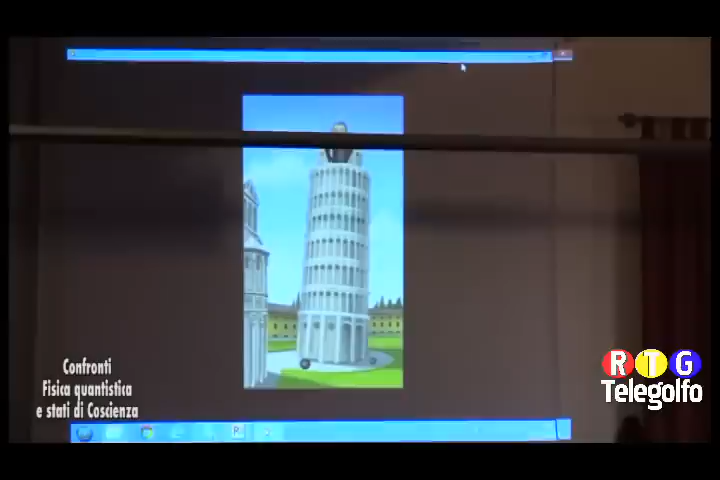 Confronti
Fisica quantistica
e stati di Coscienza
RTG
Telegolfo
R